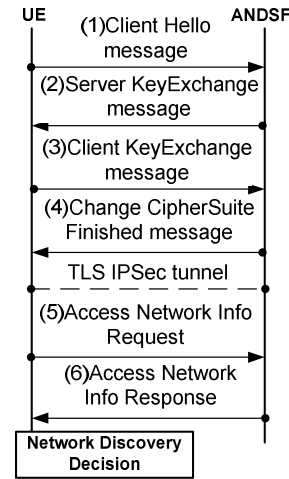 UE ANDSF
(1)Client Hello
message
(2)Server KeyExchange
message
(3)Client KeyExchange
message
(4)Change CipherSuite
Finished message
TLS IPSec tunnel
(5)Access Network Info
Request
(6)Access Network
Info Response
Network Discovery
Decision